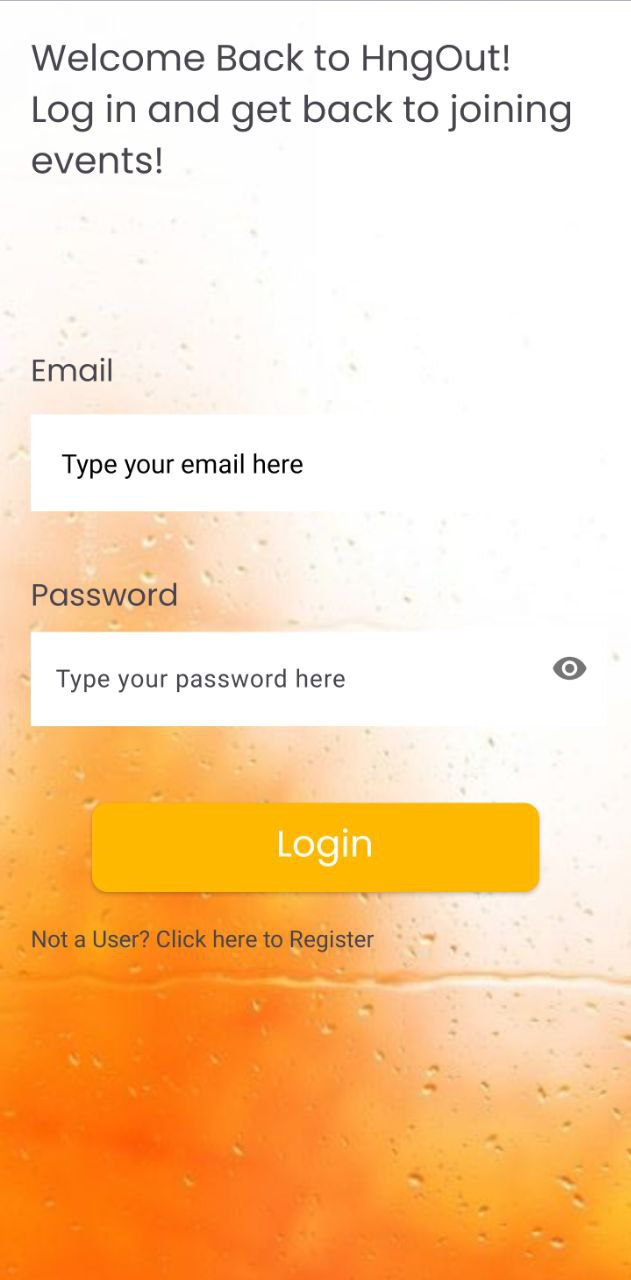 Welcome Back to HngOut!
Log in and get back to joining
events!
Email
Type your email here
Password
Type your password here
Login
Not a User? Click here to Register